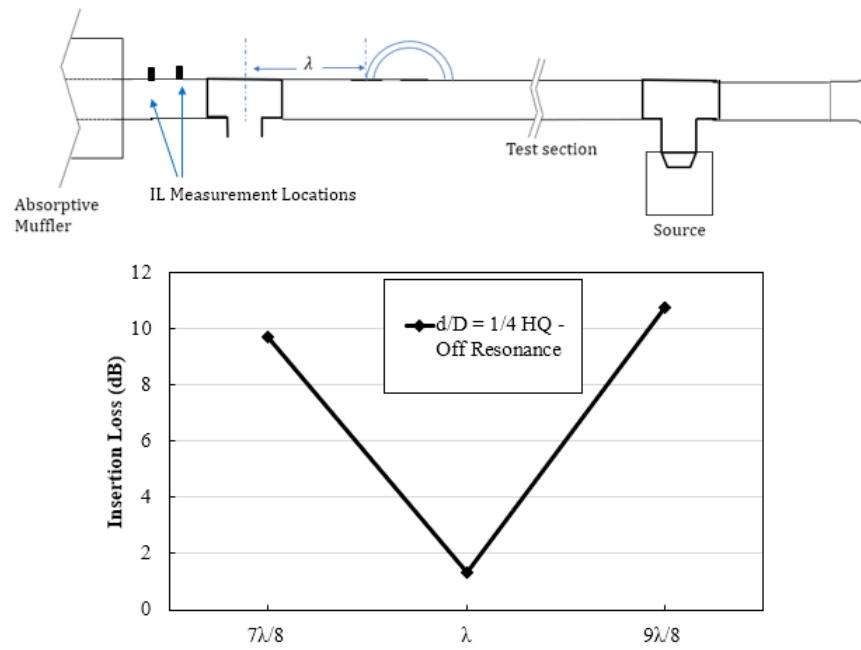 λ
Test section
IL Measurement Locations
Absorptive
Muffler
Source
12
10
8
6
4
2
0
Insertion Loss (dB)
d/D = 1/4 HQ -
Off Resonance
7λ/8
λ
9λ/8